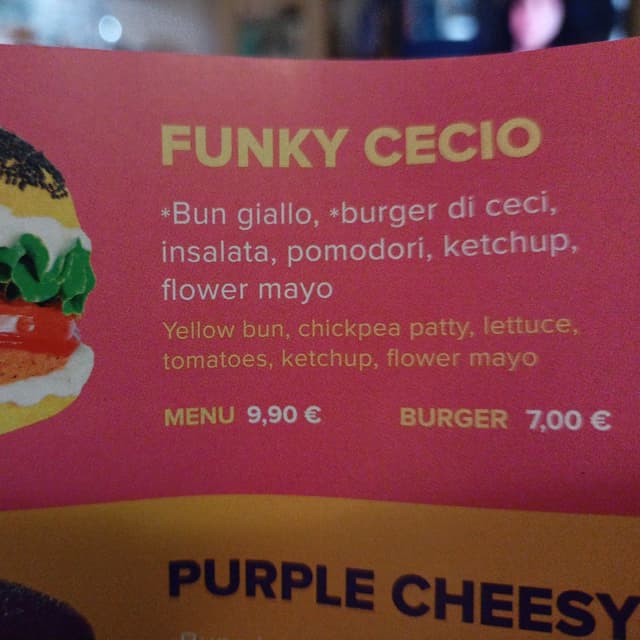 FUNKY CECIO
*Bun giallo, *burger di ceci,
insalata, pomodori, ketchup,
flower mayo
Yellow bun, chickpea patty, lettuce,
tomatoes, ketchup, flower mayo
MENU 9,90 € BURGER 7,00 €
PURPLE CHEESY